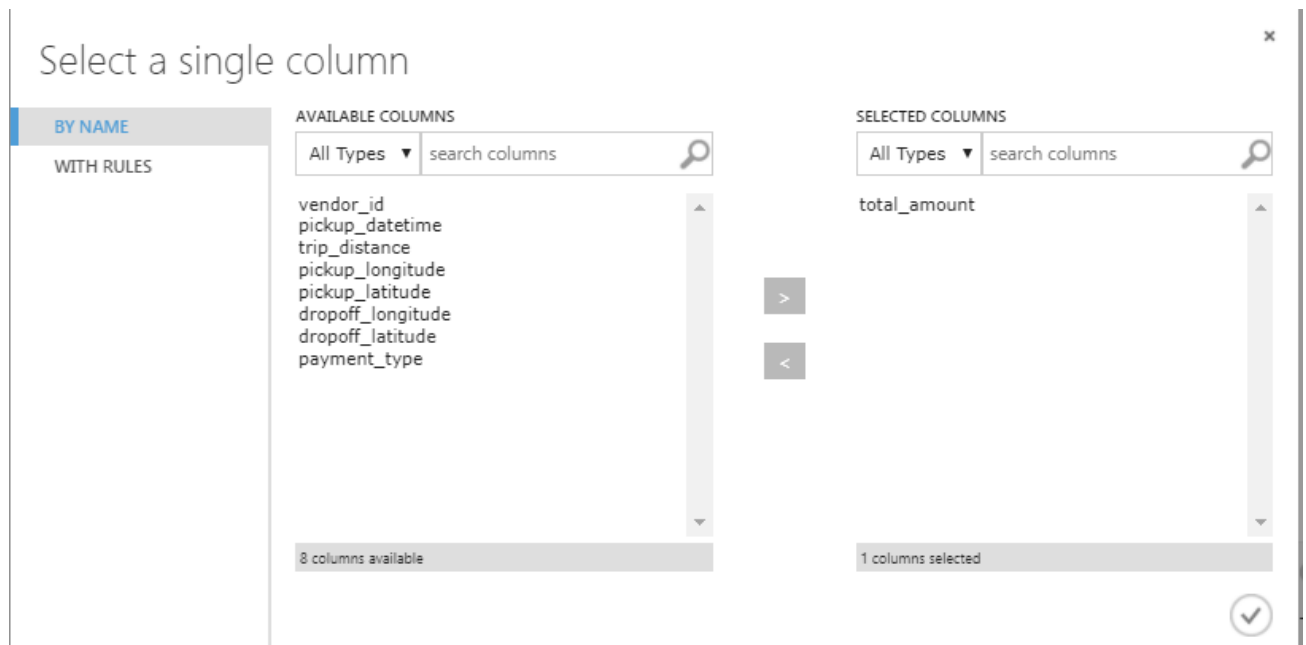 Select a single column
×
BY NAME
WITH RULES
AVAILABLE COLUMNS
All Types ▼ search columns
vendor_id
pickup_datetime
trip_distance
pickup_longitude
pickup_latitude
dropoff_longitude
dropoff_latitude
payment_type
8 columns available
>
<
SELECTED COLUMNS
All Types ▼ search columns
total_amount
1 columns selected